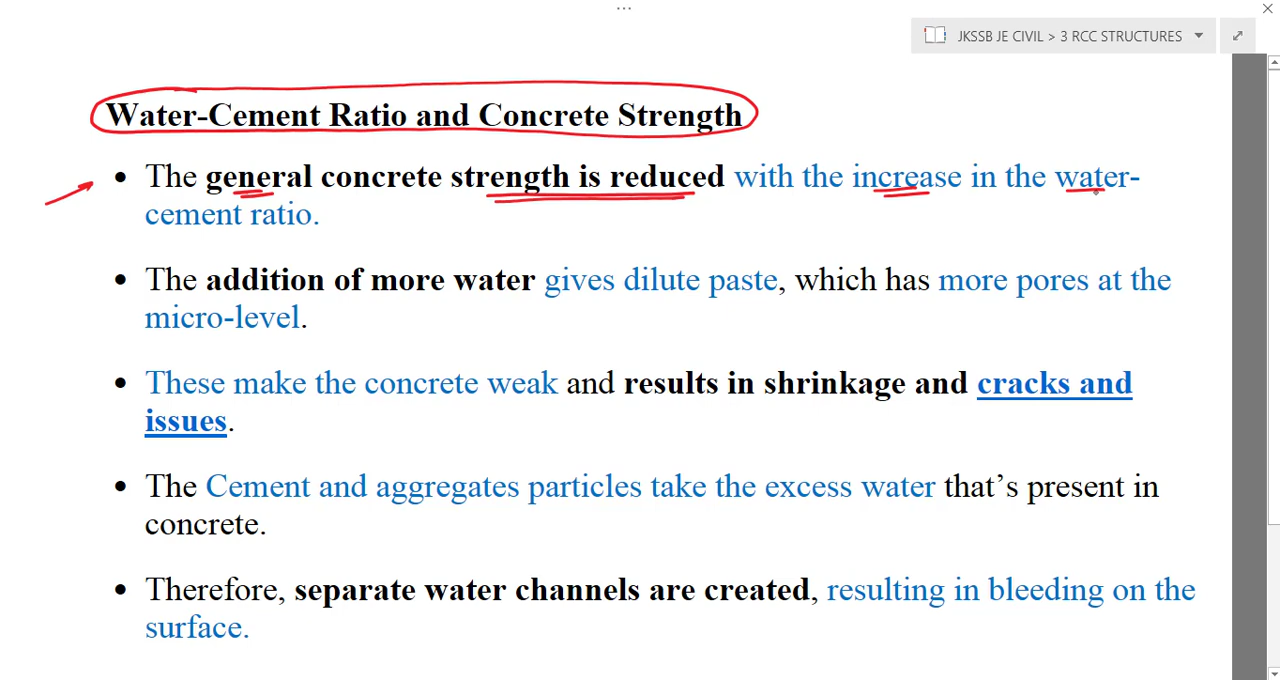 ...
JKSSB JE CIVIL > 3 RCC STRUCTURES
Water-Cement Ratio and Concrete Strength
• The general concrete strength is reduced with the increase in the water-
cement ratio.
• The addition of more water gives dilute paste, which has more pores at the
micro-level.
• These make the concrete weak and results in shrinkage and cracks and
issues.
• The Cement and aggregates particles take the excess water that’s present in
concrete.
• Therefore, separate water channels are created, resulting in bleeding on the
surface.